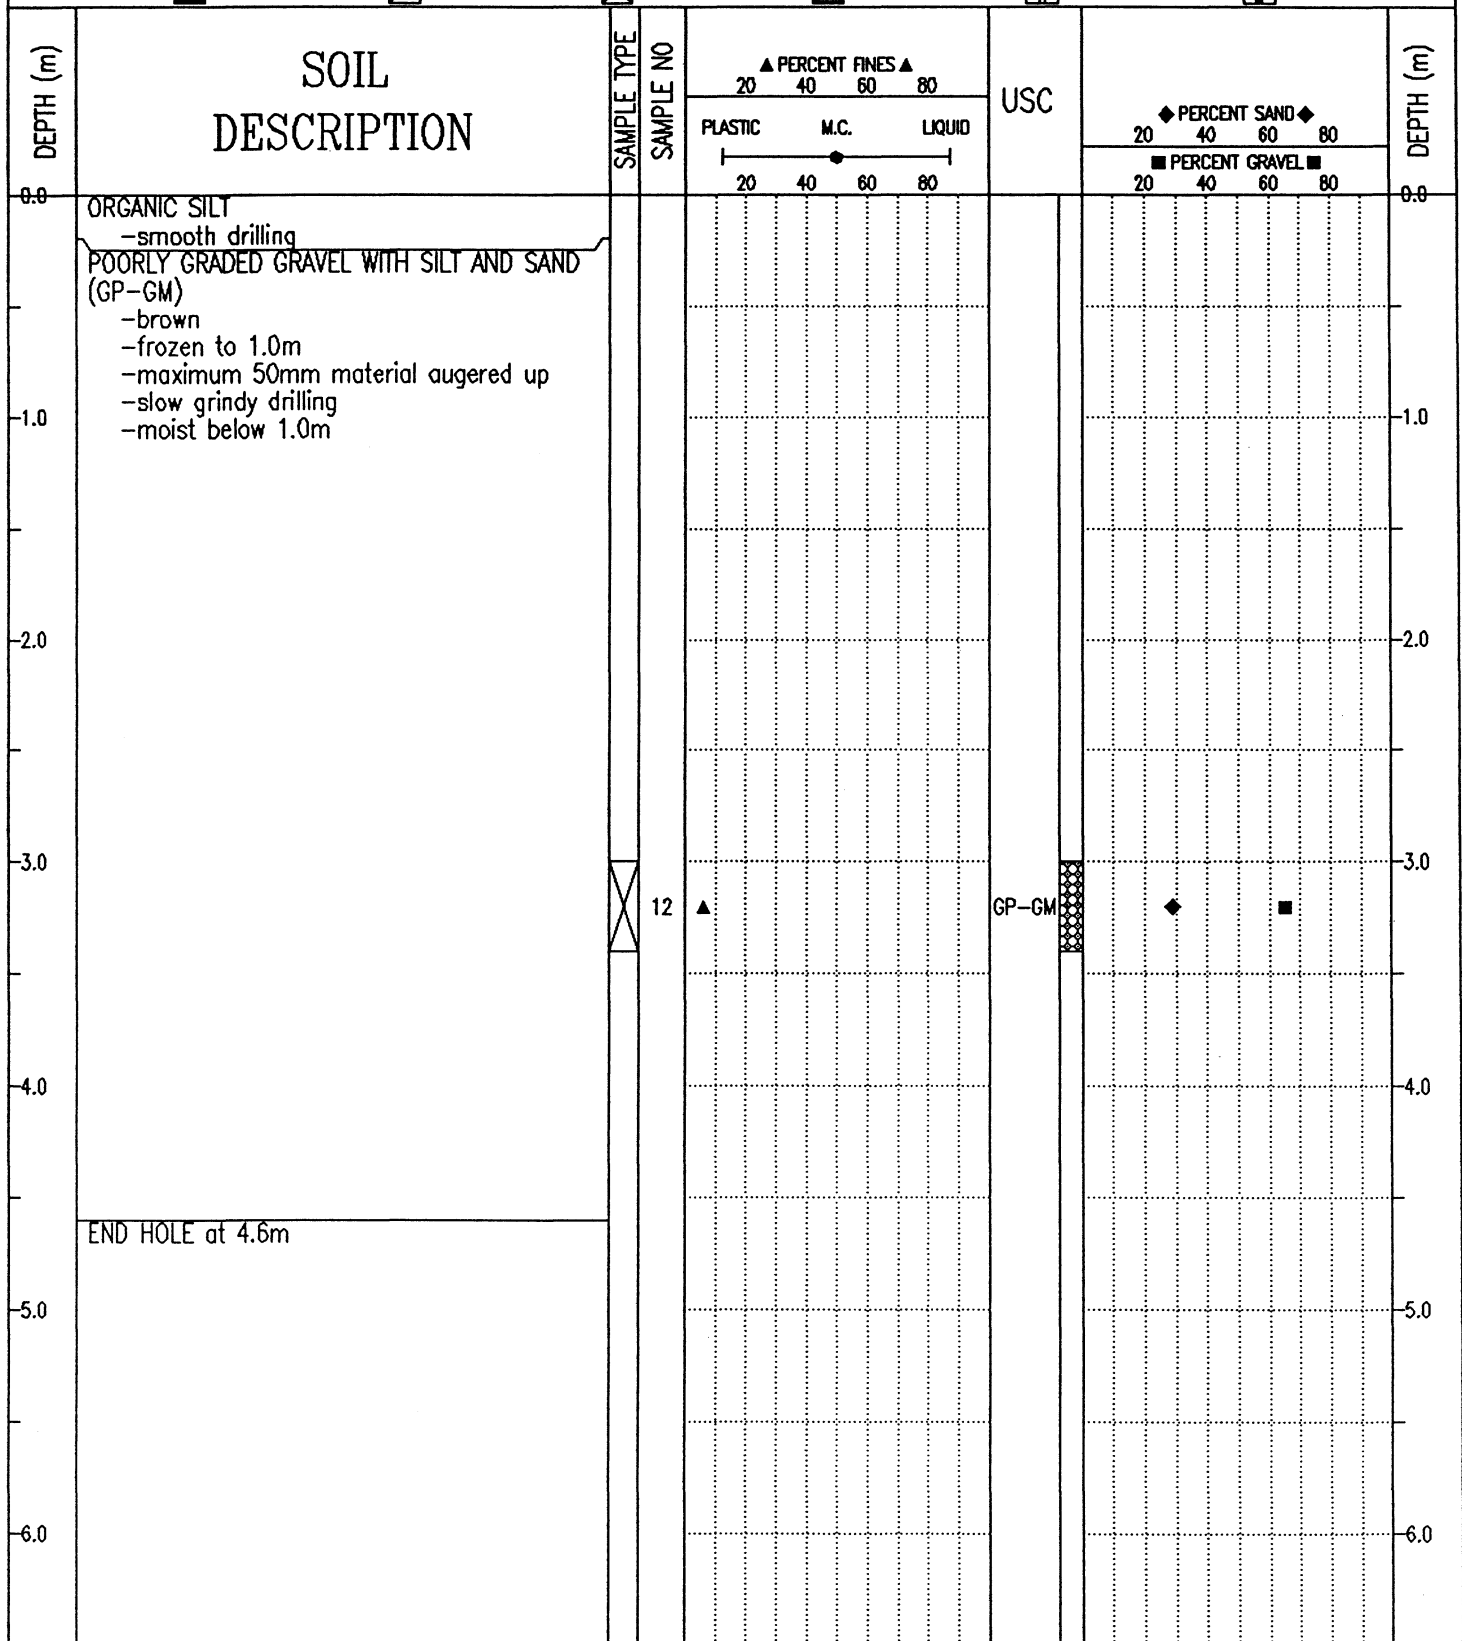 DEPTH (m)
SOIL
DESCRIPTION
SAMPLE TYPE
SAMPLE NO
▲ PERCENT FINES ▲
20 40 60 80
PLASTIC M.C. LIQUID
20 40 60 80
USC
◆ PERCENT SAND ◆
20 40 60 80
■ PERCENT GRAVEL ■
20 40 60 80
DEPTH (m)
0.0 0.0
ORGANIC SILT
-smooth drilling
POORLY GRADED GRAVEL WITH SILT AND SAND
(GP-GM)
-brown
-frozen to 1.0m
-maximum 50mm material augered up
-slow grindy drilling
-moist below 1.0m
1.0 1.0
2.0 2.0
3.0 3.0
12 GP-GM
4.0 4.0
END HOLE at 4.6m
5.0 5.0
6.0 6.0